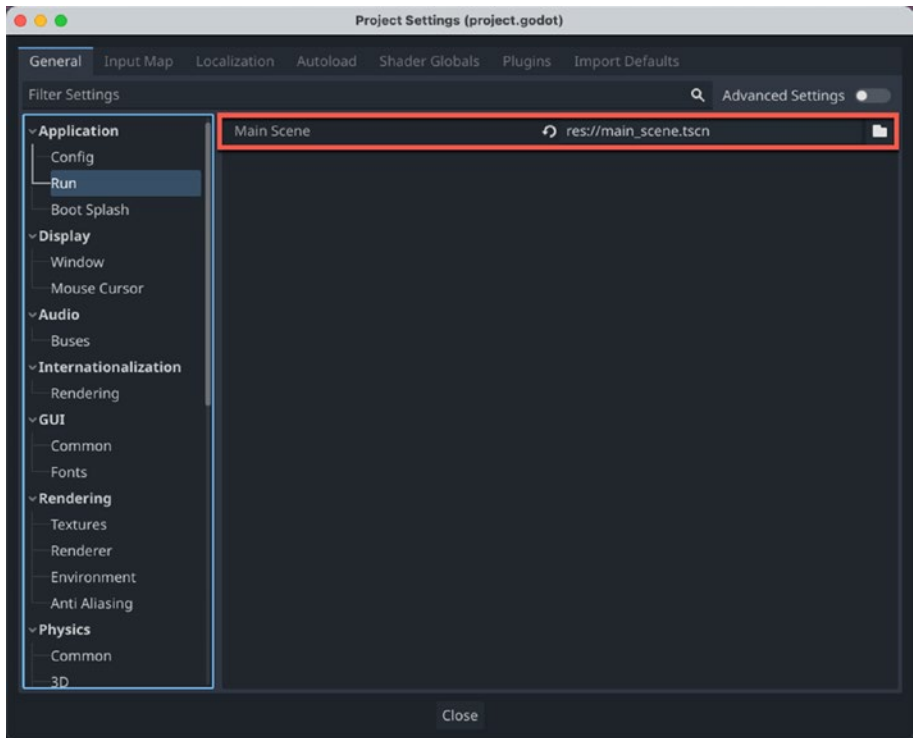 Project Settings (project.godot)
General Input Map Localization Autoload Shader Globals Plugins Import Defaults
Filter Settings Advanced Settings
Application
Config
Run
Boot Splash
Display
Window
Mouse Cursor
Audio
Buses
Internationalization
Rendering
GUI
Common
Fonts
Rendering
Textures
Renderer
Environment
Anti Aliasing
Physics
Common
3D
Main Scene res://main_scene.tscn
Close